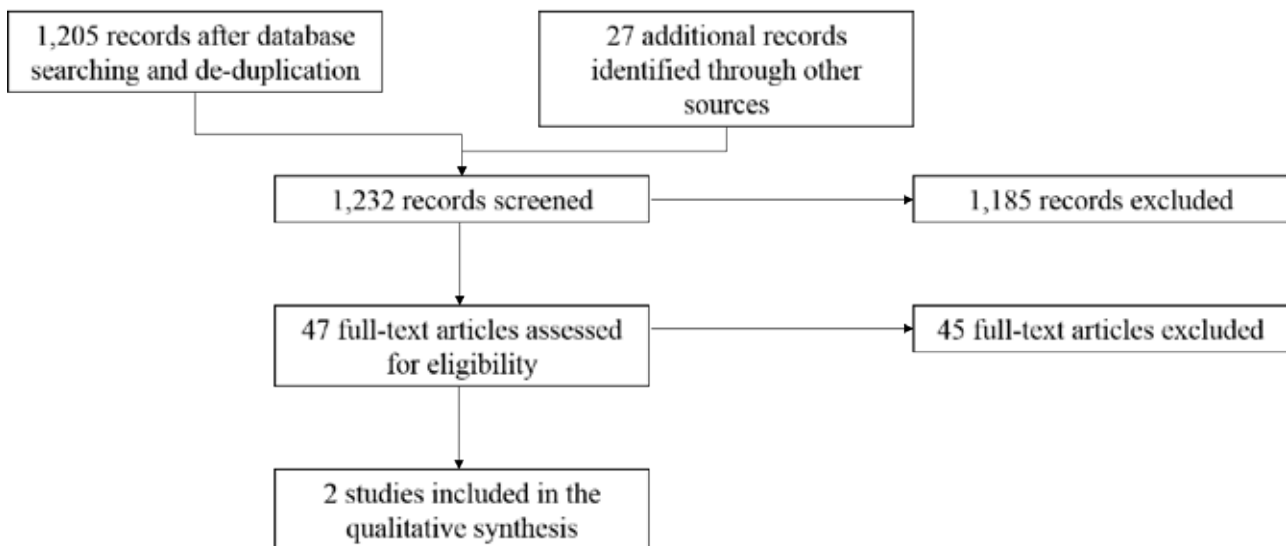 1,205 records after database
searching and de-duplication
27 additional records
identified through other
sources
1,232 records screened
1,185 records excluded
47 full-text articles assessed
for eligibility
45 full-text articles excluded
2 studies included in the
qualitative synthesis